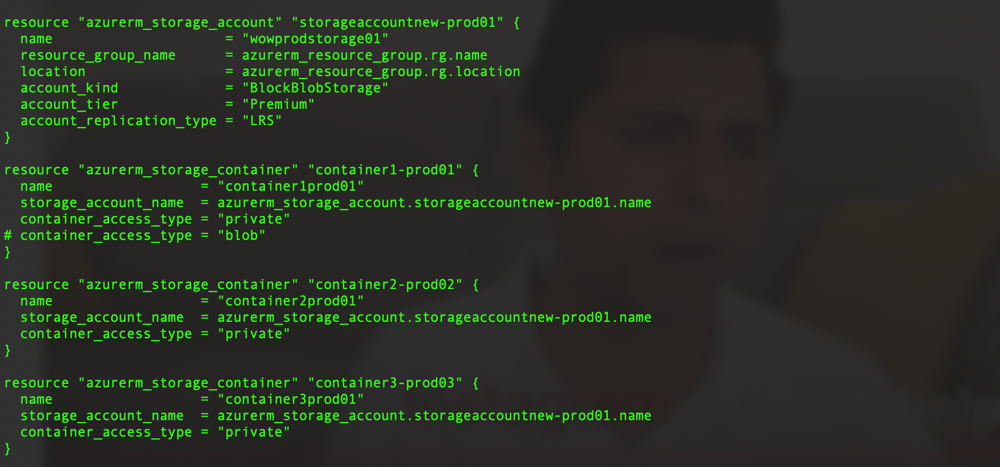 resource "azurerm_storage_account" "storageaccountnew-prod01" {
  name                     = "wowprodstorage01"
  resource_group_name      = azurerm_resource_group.rg.name
  location                 = azurerm_resource_group.rg.location
  account_kind             = "BlockBlobStorage"
  account_tier             = "Premium"
  account_replication_type = "LRS"
}

resource "azurerm_storage_container" "container1-prod01" {
  name                  = "container1prod01"
  storage_account_name  = azurerm_storage_account.storageaccountnew-prod01.name
  container_access_type = "private"
# container_access_type = "blob"
}

resource "azurerm_storage_container" "container2-prod02" {
  name                  = "container2prod01"
  storage_account_name  = azurerm_storage_account.storageaccountnew-prod01.name
  container_access_type = "private"
}

resource "azurerm_storage_container" "container3-prod03" {
  name                  = "container3prod01"
  storage_account_name  = azurerm_storage_account.storageaccountnew-prod01.name
  container_access_type = "private"
}